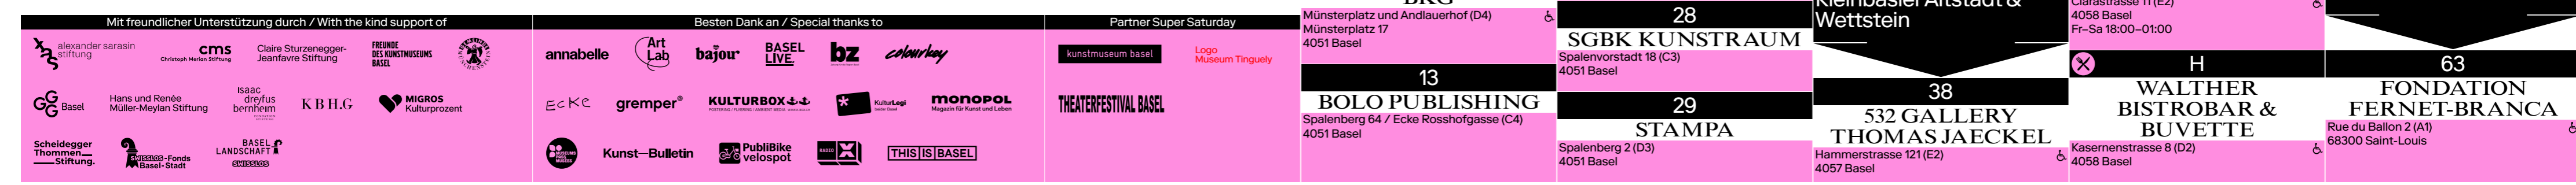 Mit freundlicher Unterstützung durch / With the kind support of
alexander sarasin
stiftung
cms
Christoph Merian Stiftung
Claire Sturzenegger-
Jeanfavre Stiftung
FREUNDE
DES KUNSTMUSEUMS
BASEL
GGG Basel
Hans und Renée
Müller-Meylan Stiftung
isaac
dreyfus
bernheim
KBH.G
MIGROS
Kulturprozent
Scheidegger
Thommen
Stiftung.
SWISSLOS-Fonds
Basel-Stadt
BASEL
LANDSCHAFT
SWISSLOS
Besten Dank an / Special thanks to
annabelle
Art
Lab
bajour
BASEL
LIVE.
bz
colourkey
ECKE
gremper
KULTURBOX
KulturLegi
monopol
Magazin für Kunst und Leben
Kunst-Bulletin
PubliBike
velospot
RADIO X
THIS IS BASEL
Partner Super Saturday
kunstmuseum basel
Logo
Museum Tinguely
THEATERFESTIVAL BASEL
BRG
Münsterplatz und Andlauerhof (D4)
Münsterplatz 17
4051 Basel
13
BOLO PUBLISHING
Spalenberg 64 / Ecke Rosshofgasse (C4)
4051 Basel
28
SGBK KUNSTRAUM
Spalenvorstadt 18 (C3)
4051 Basel
29
STAMPA
Spalenberg 2 (D3)
4051 Basel
Kleinbasler Altstadt &
Wettstein
38
532 GALLERY
THOMAS JAECKEL
Hammerstrasse 121 (E2)
4057 Basel
Clarastrasse 11 (E2)
4058 Basel
Fr–Sa 18:00–01:00
H
WALTHER
BISTROBAR &
BUVETTE
Kasernenstrasse 8 (D2)
4058 Basel
63
FONDATION
FERNET-BRANCA
Rue du Ballon 2 (A1)
68300 Saint-Louis